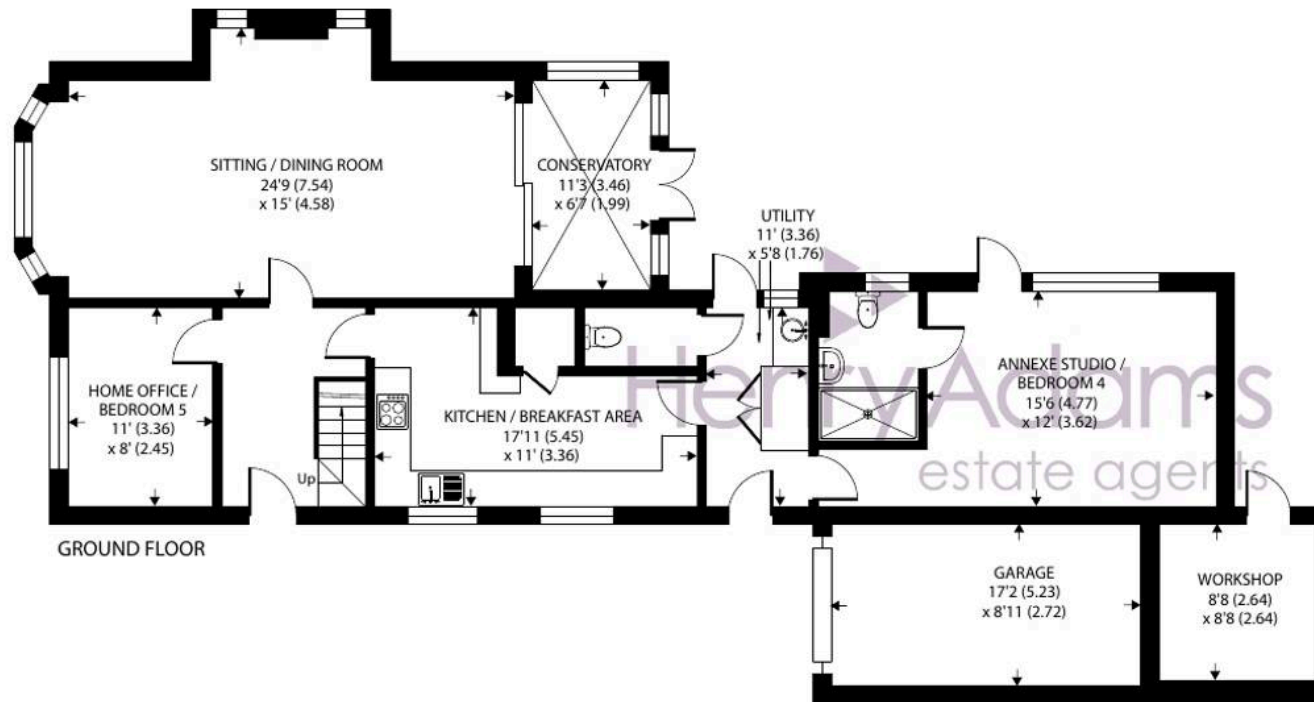 SITTING / DINING ROOM
24'9 (7.54)
x 15' (4.58)
CONSERVATORY
11'3 (3.46)
x 6'7 (1.99)
UTILITY
11' (3.36)
x 5'8 (1.76)
HOME OFFICE /
BEDROOM 5
11' (3.36)
x 8' (2.45)
Up
KITCHEN / BREAKFAST AREA
17'11 (5.45)
x 11' (3.36)
ANNEXE STUDIO /
BEDROOM 4
15'6 (4.77)
x 12' (3.62)
HenryAdams
estate agents
GROUND FLOOR
GARAGE
17'2 (5.23)
x 8'11 (2.72)
WORKSHOP
8'8 (2.64)
x 8'8 (2.64)